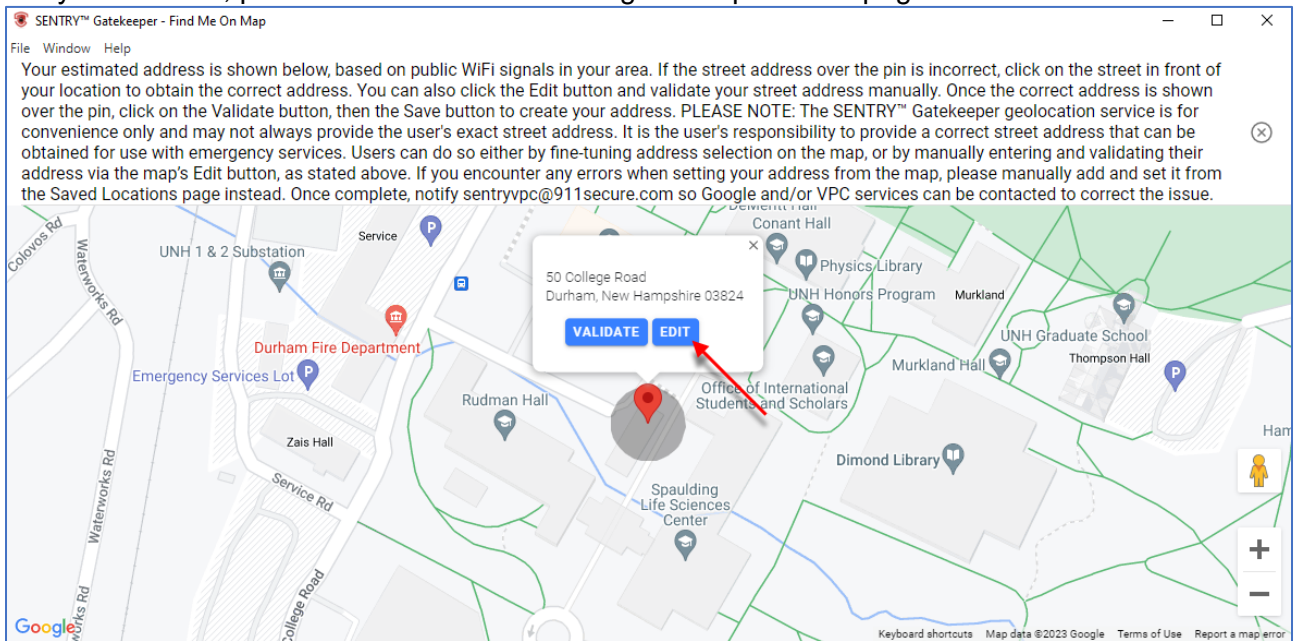 SENTRY™ Gatekeeper - Find Me On Map
File Window Help
Your estimated address is shown below, based on public WiFi signals in your area. If the street address over the pin is incorrect, click on the street in front of
your location to obtain the correct address. You can also click the Edit button and validate your street address manually. Once the correct address is shown
over the pin, click on the Validate button, then the Save button to create your address. PLEASE NOTE: The SENTRY™ Gatekeeper geolocation service is for
convenience only and may not always provide the user's exact street address. It is the user's responsibility to provide a correct street address that can be
obtained for use with emergency services. Users can do so either by fine-tuning address selection on the map, or by manually entering and validating their
address via the map's Edit button, as stated above. If you encounter any errors when setting your address from the map, please manually add and set it from
the Saved Locations page instead. Once complete, notify sentryvpc@911secure.com so Google and/or VPC services can be contacted to correct the issue.
Colovos Rd
Waterworks Rd
UNH 1 & 2 Substation
Service
P
Conant Hall
Physics Library
50 College Road
Durham, New Hampshire 03824
VALIDATE
EDIT
UNH Honors Program
Murkland
UNH Graduate School
Thompson Hall
P
Durham Fire Department
Emergency Services Lot
P
Rudman Hall
Office of International
Students and Scholars
Murkland Hall
Zais Hall
Dimond Library
Ham
Service Rd
Waterworks Rd
Spaulding
Life Sciences
Center
College Road
Google
Keyboard shortcuts
Map data ©2023 Google
Terms of Use
Report a map error